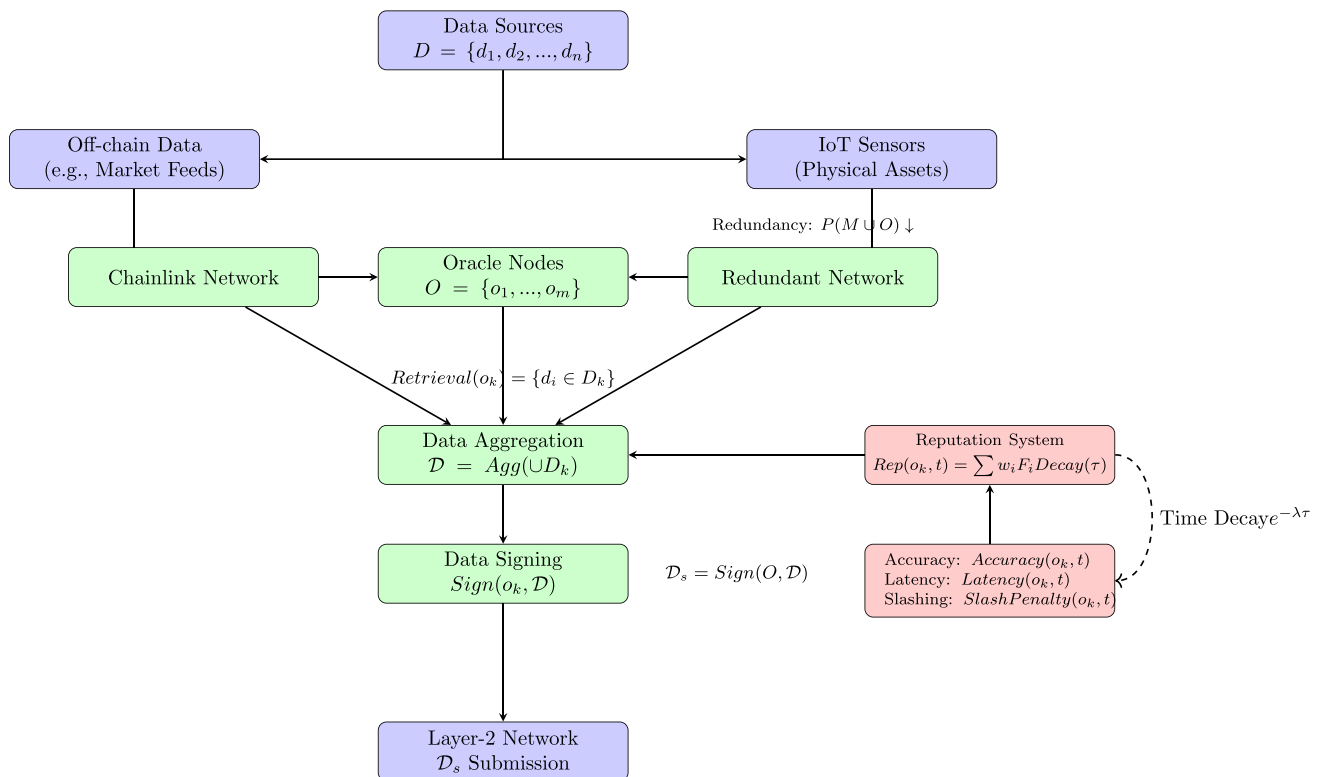 Data Sources
D = {d₁, d₂, ..., dₙ}
Off-chain Data
(e.g., Market Feeds)
IoT Sensors
(Physical Assets)
Redundancy: P(M ∪ O) ↓
Chainlink Network
Oracle Nodes
O = {o₁, ..., oₘ}
Redundant Network
Retrieval(oₖ) = {dᵢ ∈ Dₖ}
Data Aggregation
𝒟 = Agg(∪Dₖ)
Reputation System
Rep(oₖ, t) = ∑ wᵢFᵢDecay(τ)
Time Decaye^{−λτ}
Data Signing
Sign(oₖ, 𝒟)
𝒟ₛ = Sign(O, 𝒟)
Accuracy: Accuracy(oₖ, t)
Latency: Latency(oₖ, t)
Slashing: SlashPenalty(oₖ, t)
Layer-2 Network
𝒟ₛ Submission